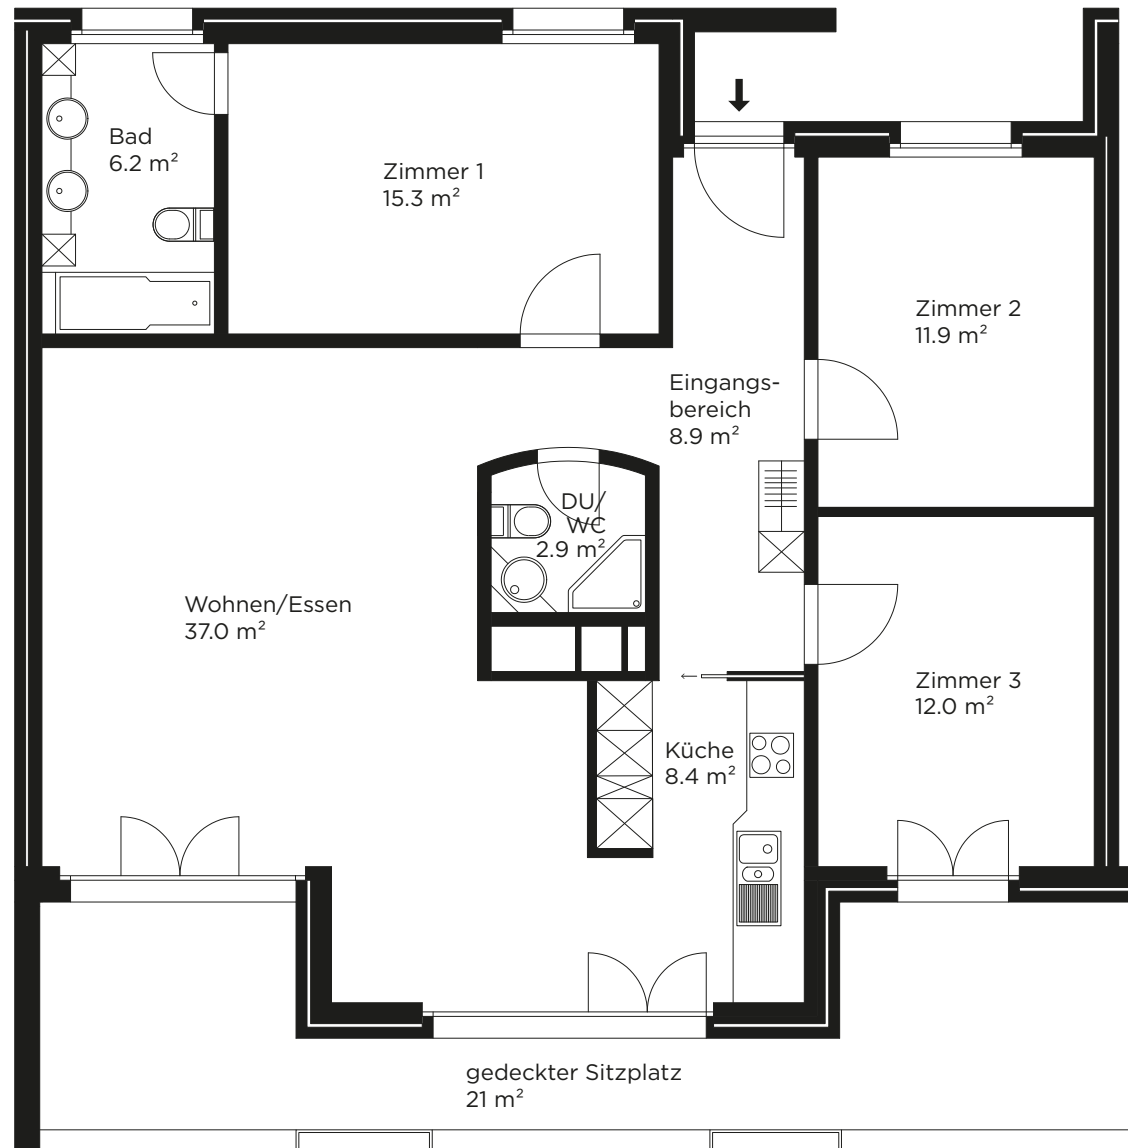 Bad
6.2 m²
Zimmer 1
15.3 m²
Zimmer 2
11.9 m²
Eingangs-
bereich
8.9 m²
DU/
WC
2.9 m²
Wohnen/Essen
37.0 m²
Zimmer 3
12.0 m²
Küche
8.4 m²
gedeckter Sitzplatz
21 m²